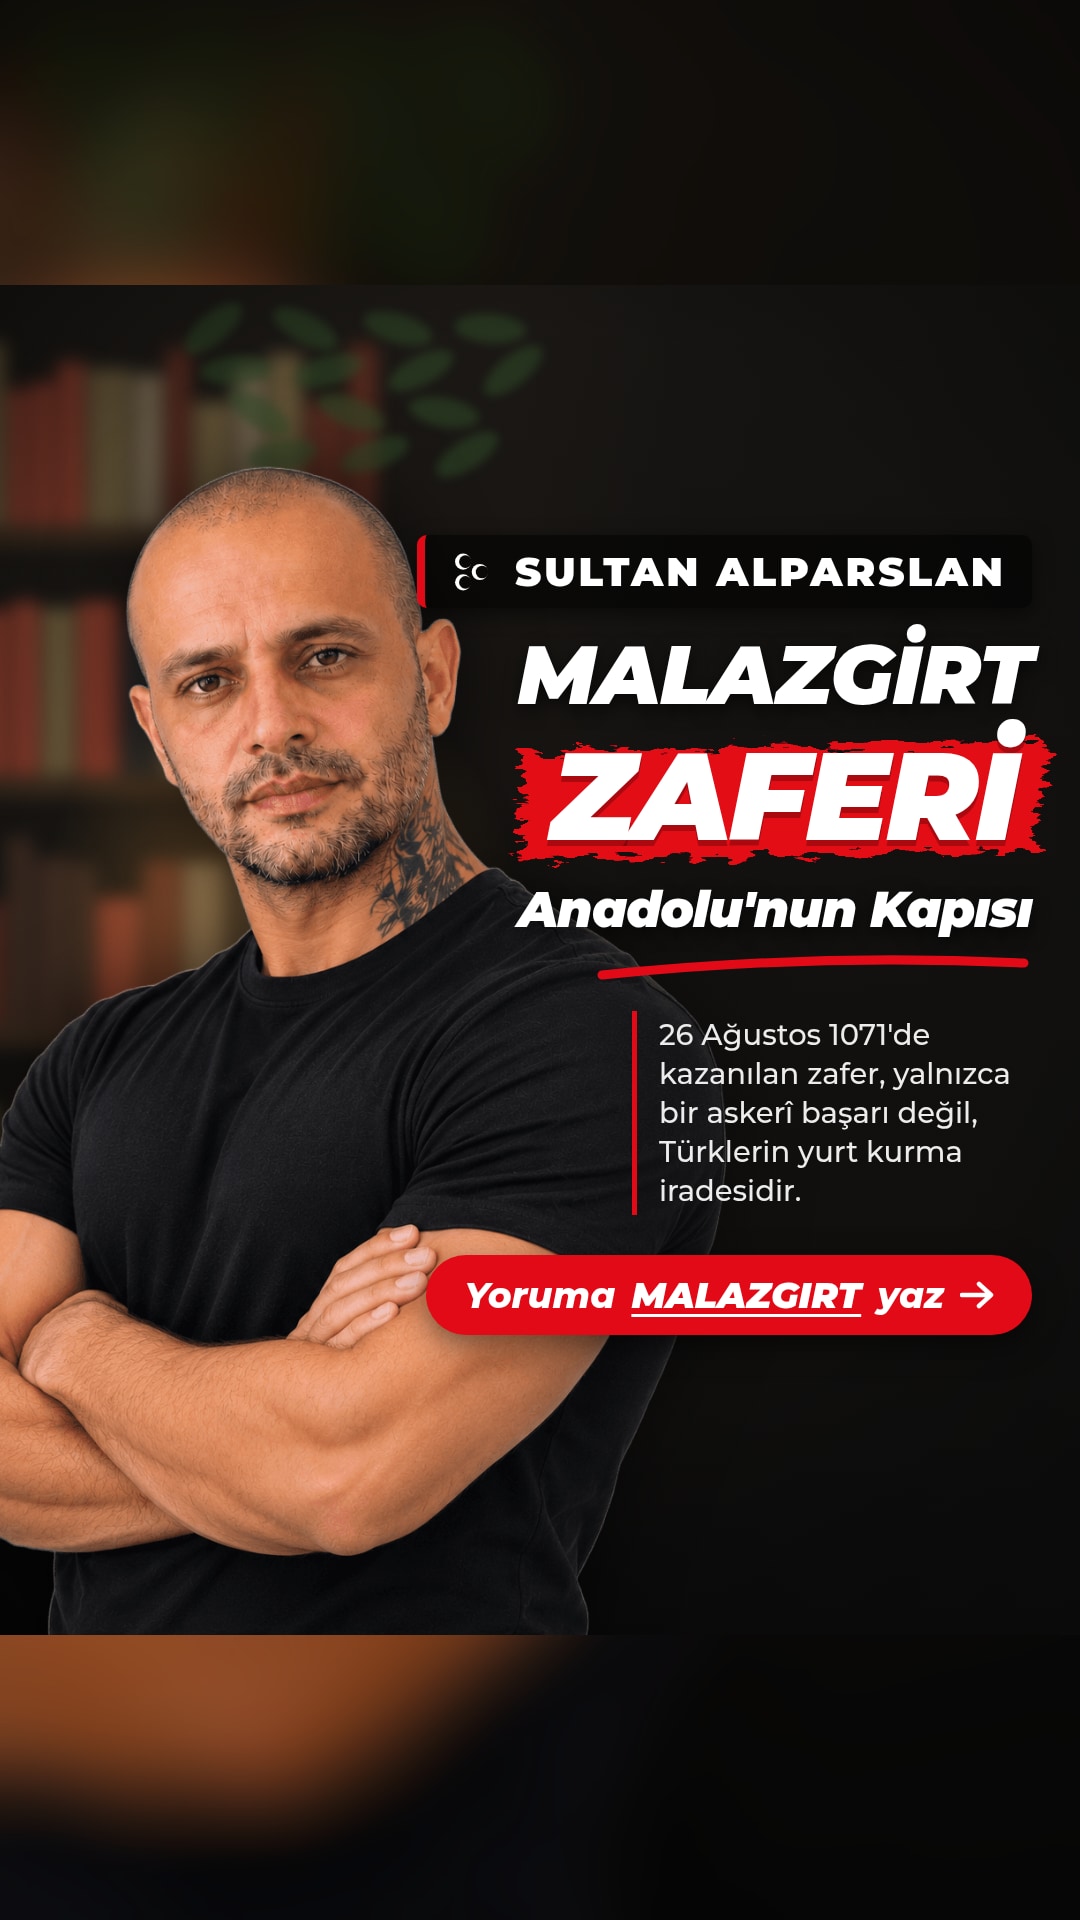 SULTAN ALPARSLAN
MALAZGİRT
ZAFERİ
Anadolu'nun Kapısı
26 Ağustos 1071'de
kazanılan zafer, yalnızca
bir askerî başarı değil,
Türklerin yurt kurma
iradesidir.
Yoruma MALAZGIRT yaz →